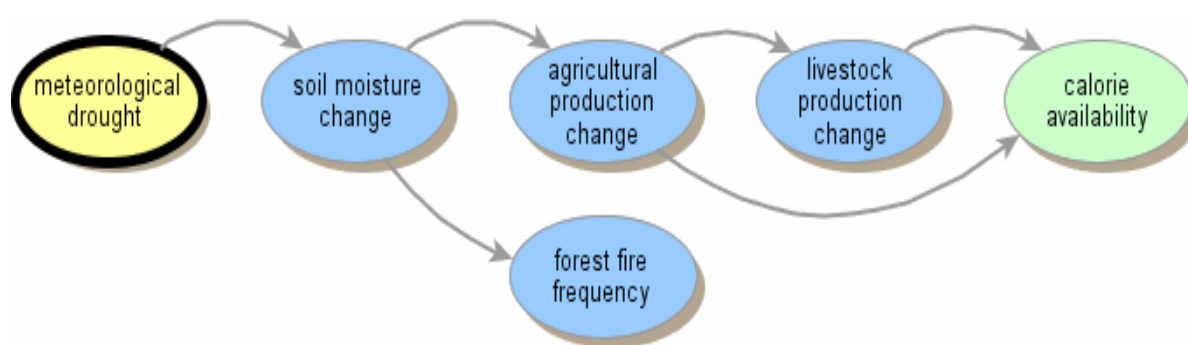 meteorological
drought
soil moisture
change
agricultural
production
change
livestock
production
change
calorie
availability
forest fire
frequency